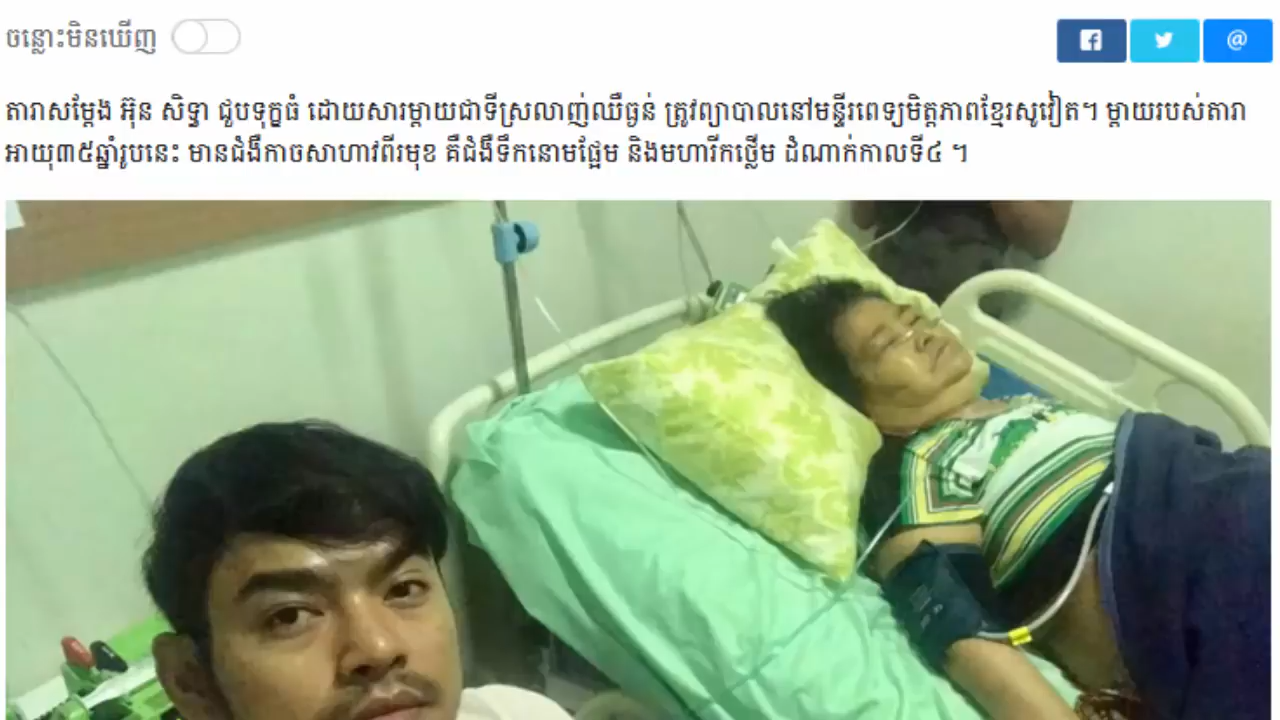 ចន្លោះមិនឃើញ
@
តារាសម្តែង អ៊ុន សិទ្ធា ជួបទុក្ខធំ ដោយសារម្តាយជាទីស្រលាញ់ឈឺធ្ងន់ ត្រូវព្យាបាលនៅមន្ទីរពេទ្យមិត្តភាពខ្មែរសូវៀត។ ម្តាយរបស់តារា
អាយុ៣៥ឆ្នាំរូបនេះ មានជំងឺកាចសាហាវពីរមុខ គឺជំងឺទឹកនោមផ្អែម និងមហារីកថ្លើម ដំណាក់កាលទី៤ ។